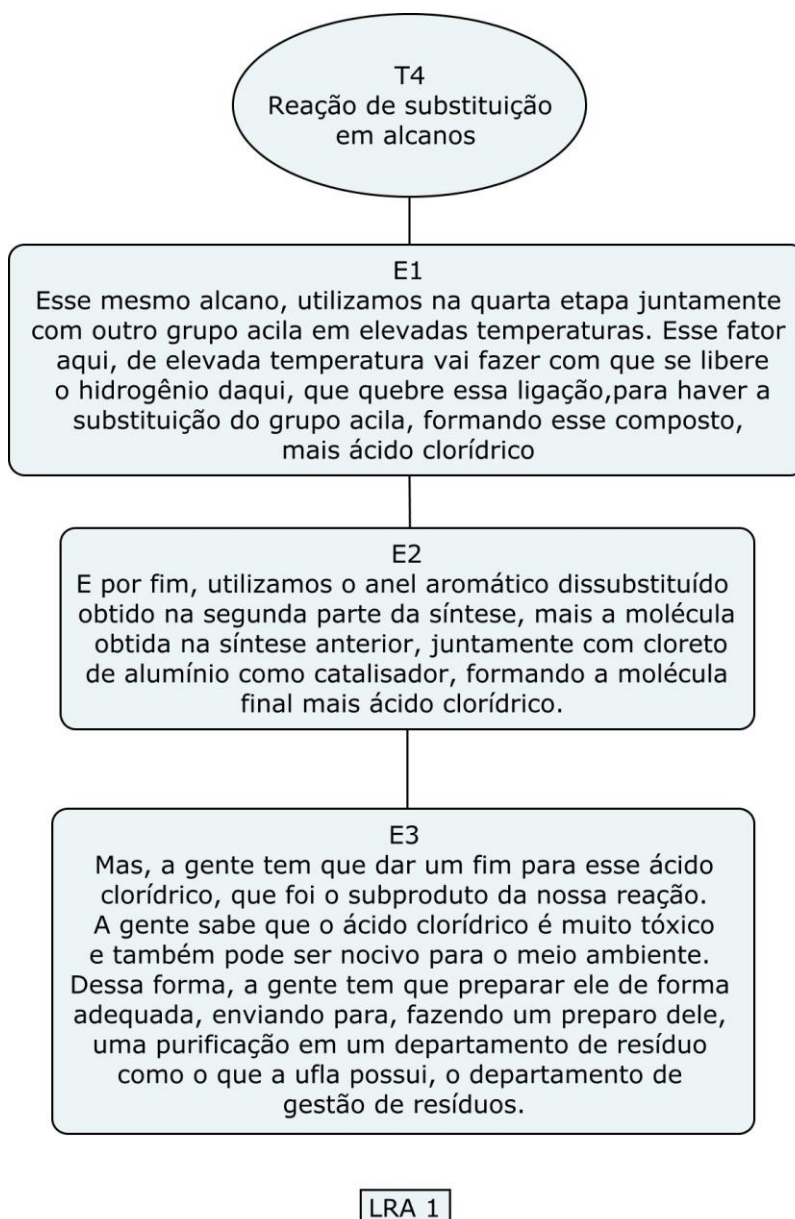 T4
Reação de substituição
em alcanos
E1
Esse mesmo alcano, utilizamos na quarta etapa juntamente
com outro grupo acila em elevadas temperaturas. Esse fator
aqui, de elevada temperatura vai fazer com que se libere
o hidrogênio daqui, que quebre essa ligação,para haver a
substituição do grupo acila, formando esse composto,
mais ácido clorídrico
E2
E por fim, utilizamos o anel aromático dissubstituído
obtido na segunda parte da síntese, mais a molécula
obtida na síntese anterior, juntamente com cloreto
de alumínio como catalisador, formando a molécula
final mais ácido clorídrico.
E3
Mas, a gente tem que dar um fim para esse ácido
clorídrico, que foi o subproduto da nossa reação.
A gente sabe que o ácido clorídrico é muito tóxico
e também pode ser nocivo para o meio ambiente.
Dessa forma, a gente tem que preparar ele de forma
adequada, enviando para, fazendo um preparo dele,
uma purificação em um departamento de resíduo
como o que a ufla possui, o departamento de
gestão de resíduos.
LRA 1